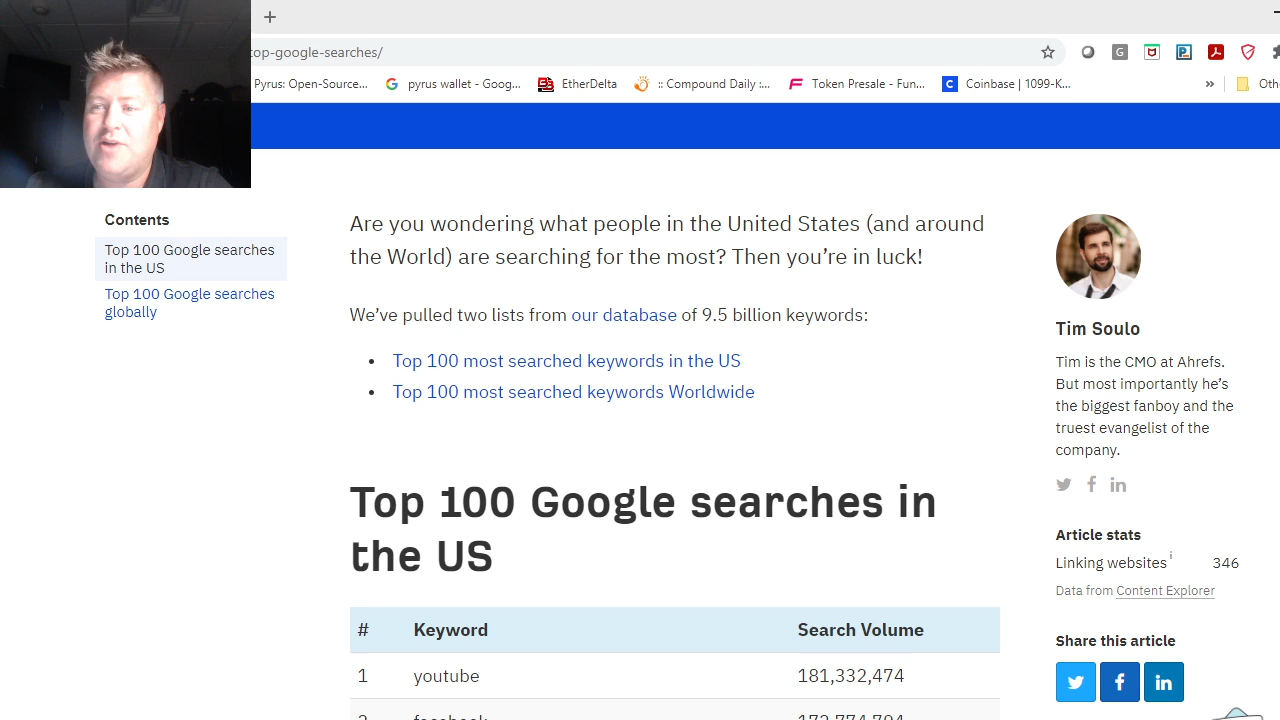 top-google-searches/
Pyrus: Open-Source... pyrus wallet - Goog... EtherDelta :: Compound Daily :... Token Presale - Fun... Coinbase | 1099-K... » Oth
Contents
Top 100 Google searches
in the US
Top 100 Google searches
globally
Are you wondering what people in the United States (and around
the World) are searching for the most? Then you’re in luck!
We’ve pulled two lists from our database of 9.5 billion keywords:
• Top 100 most searched keywords in the US
• Top 100 most searched keywords Worldwide
Top 100 Google searches in
the US
# Keyword Search Volume
1 youtube 181,332,474
Tim Soulo
Tim is the CMO at Ahrefs.
But most importantly he’s
the biggest fanboy and the
truest evangelist of the
company.
Article stats
Linking websites i 346
Data from Content Explorer
Share this article